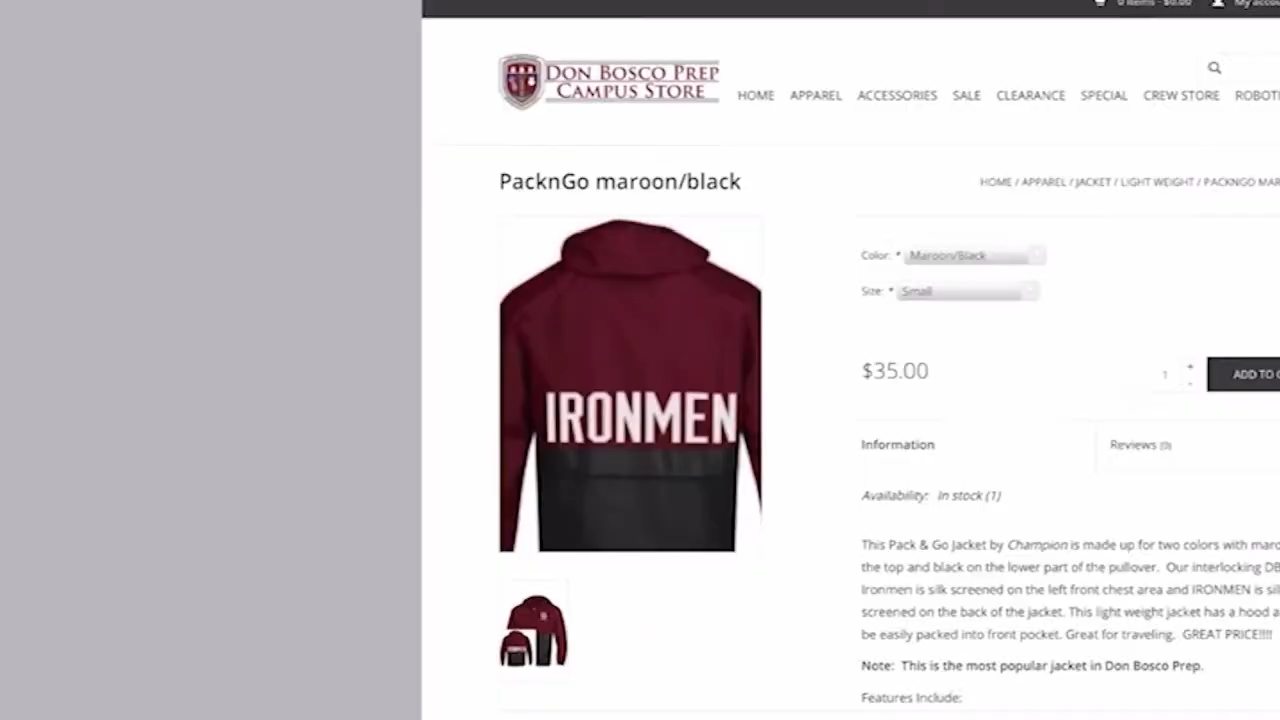 0 items - $0.00 My accou
DON BOSCO PREP
CAMPUS STORE
HOME APPAREL ACCESSORIES SALE CLEARANCE SPECIAL CREW STORE ROBOTI
PacknGo maroon/black
HOME / APPAREL / JACKET / LIGHT WEIGHT / PACKNGO MAR
IRONMEN
Color: * Maroon/Black
Size: * Small
$35.00
1
+
-
ADD TO C
Information
Reviews (0)
Availability: In stock (1)
This Pack & Go Jacket by Champion is made up for two colors with maro
the top and black on the lower part of the pullover. Our interlocking DB
Ironmen is silk screened on the left front chest area and IRONMEN is sil
screened on the back of the jacket. This light weight jacket has a hood a
be easily packed into front pocket. Great for traveling. GREAT PRICE!!!!
Note: This is the most popular jacket in Don Bosco Prep.
Features Include: